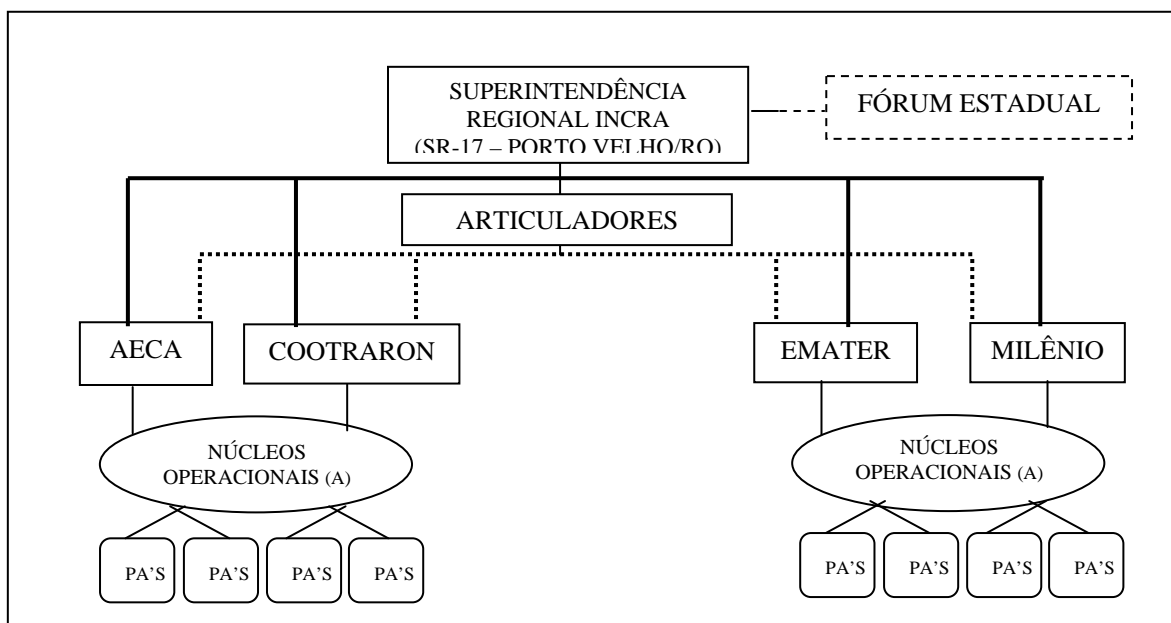 SUPERINTENDÊNCIA
REGIONAL INCRA
(SR-17 – PORTO VELHO/RO)
FÓRUM ESTADUAL
ARTICULADORES
AECA
COOTRARON
EMATER
MILÊNIO
NÚCLEOS
OPERACIONAIS (A)
NÚCLEOS
OPERACIONAIS (A)
PA’S
PA’S
PA’S
PA’S
PA’S
PA’S
PA’S
PA’S